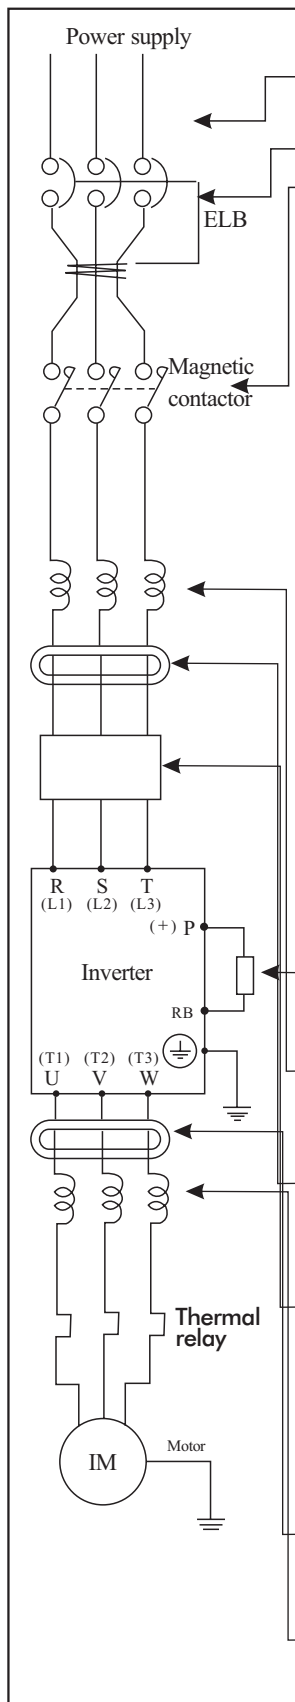 Power supply
ELB
Magnetic
contactor
R S T
(L1) (L2) (L3)
(+) P
Inverter
RB
(T1) (T2) (T3)
U V W
Thermal
relay
Motor
IM